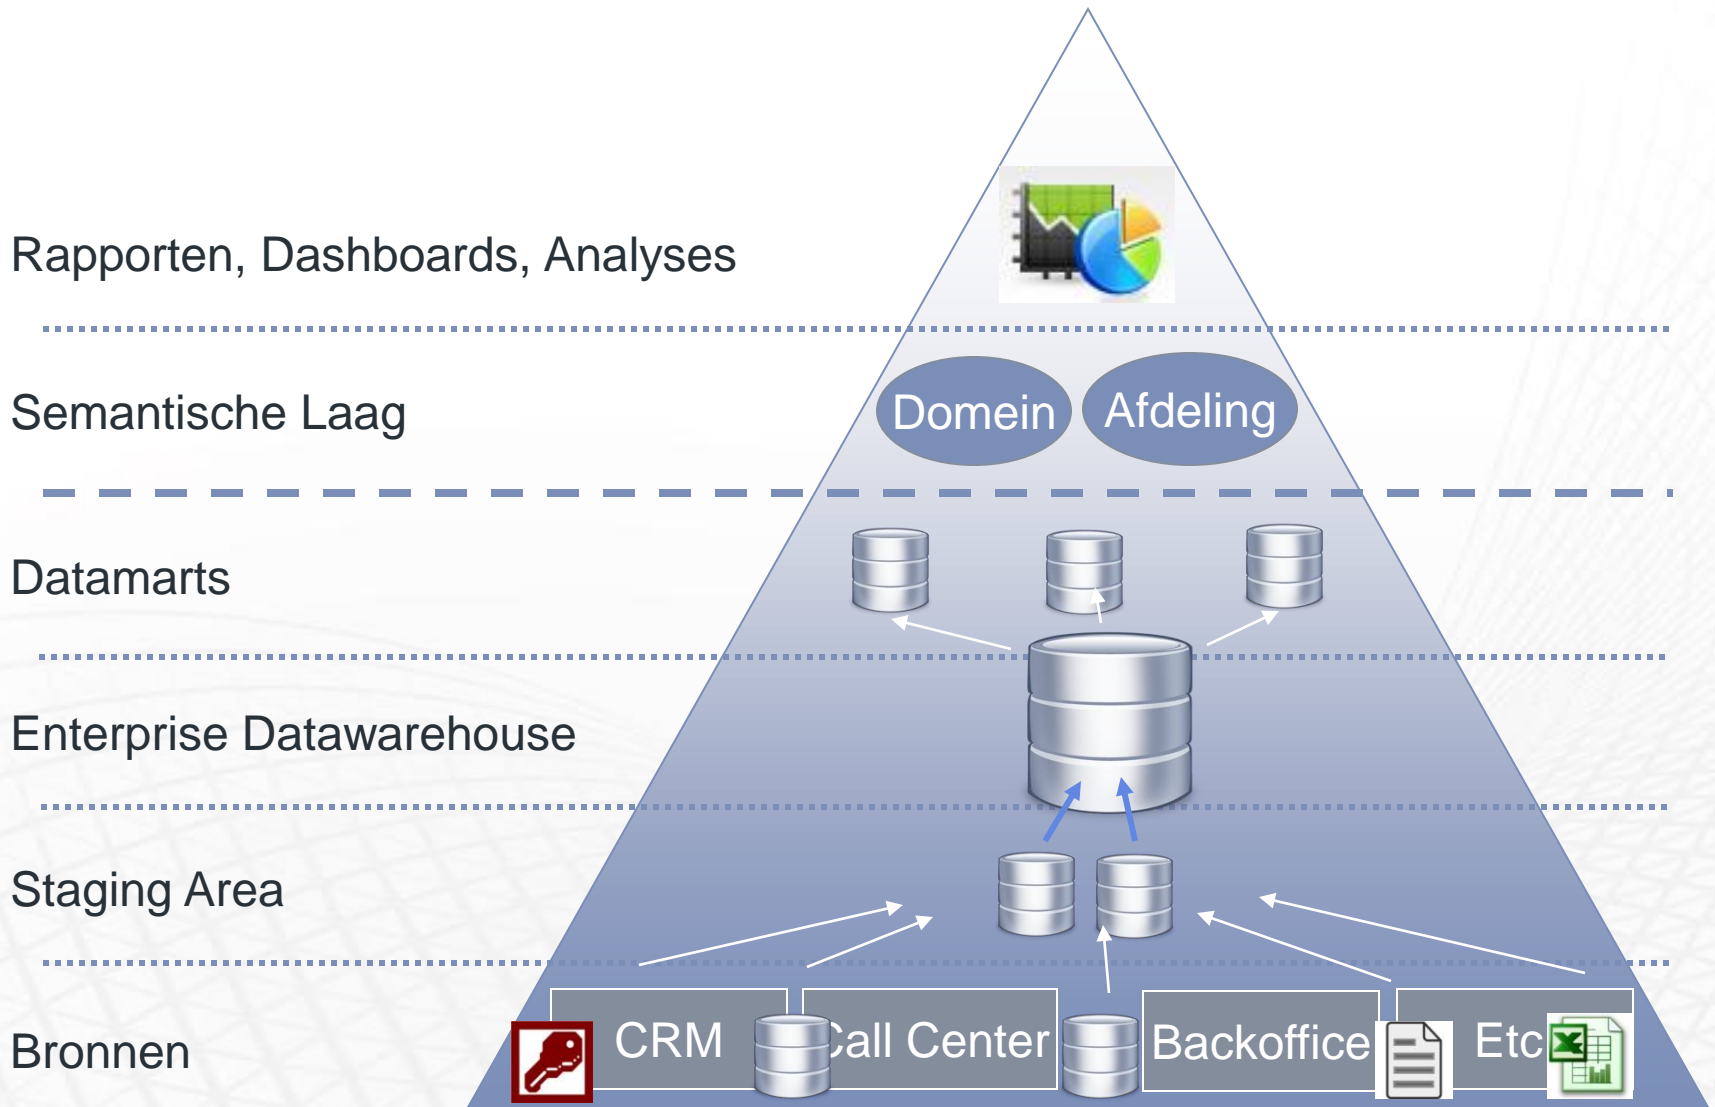 Rapporten, Dashboards, Analyses
Semantische Laag
Domein
Afdeling
Datamarts
Enterprise Datawarehouse
Staging Area
Bronnen
CRM
Call Center
Backoffice
Etc